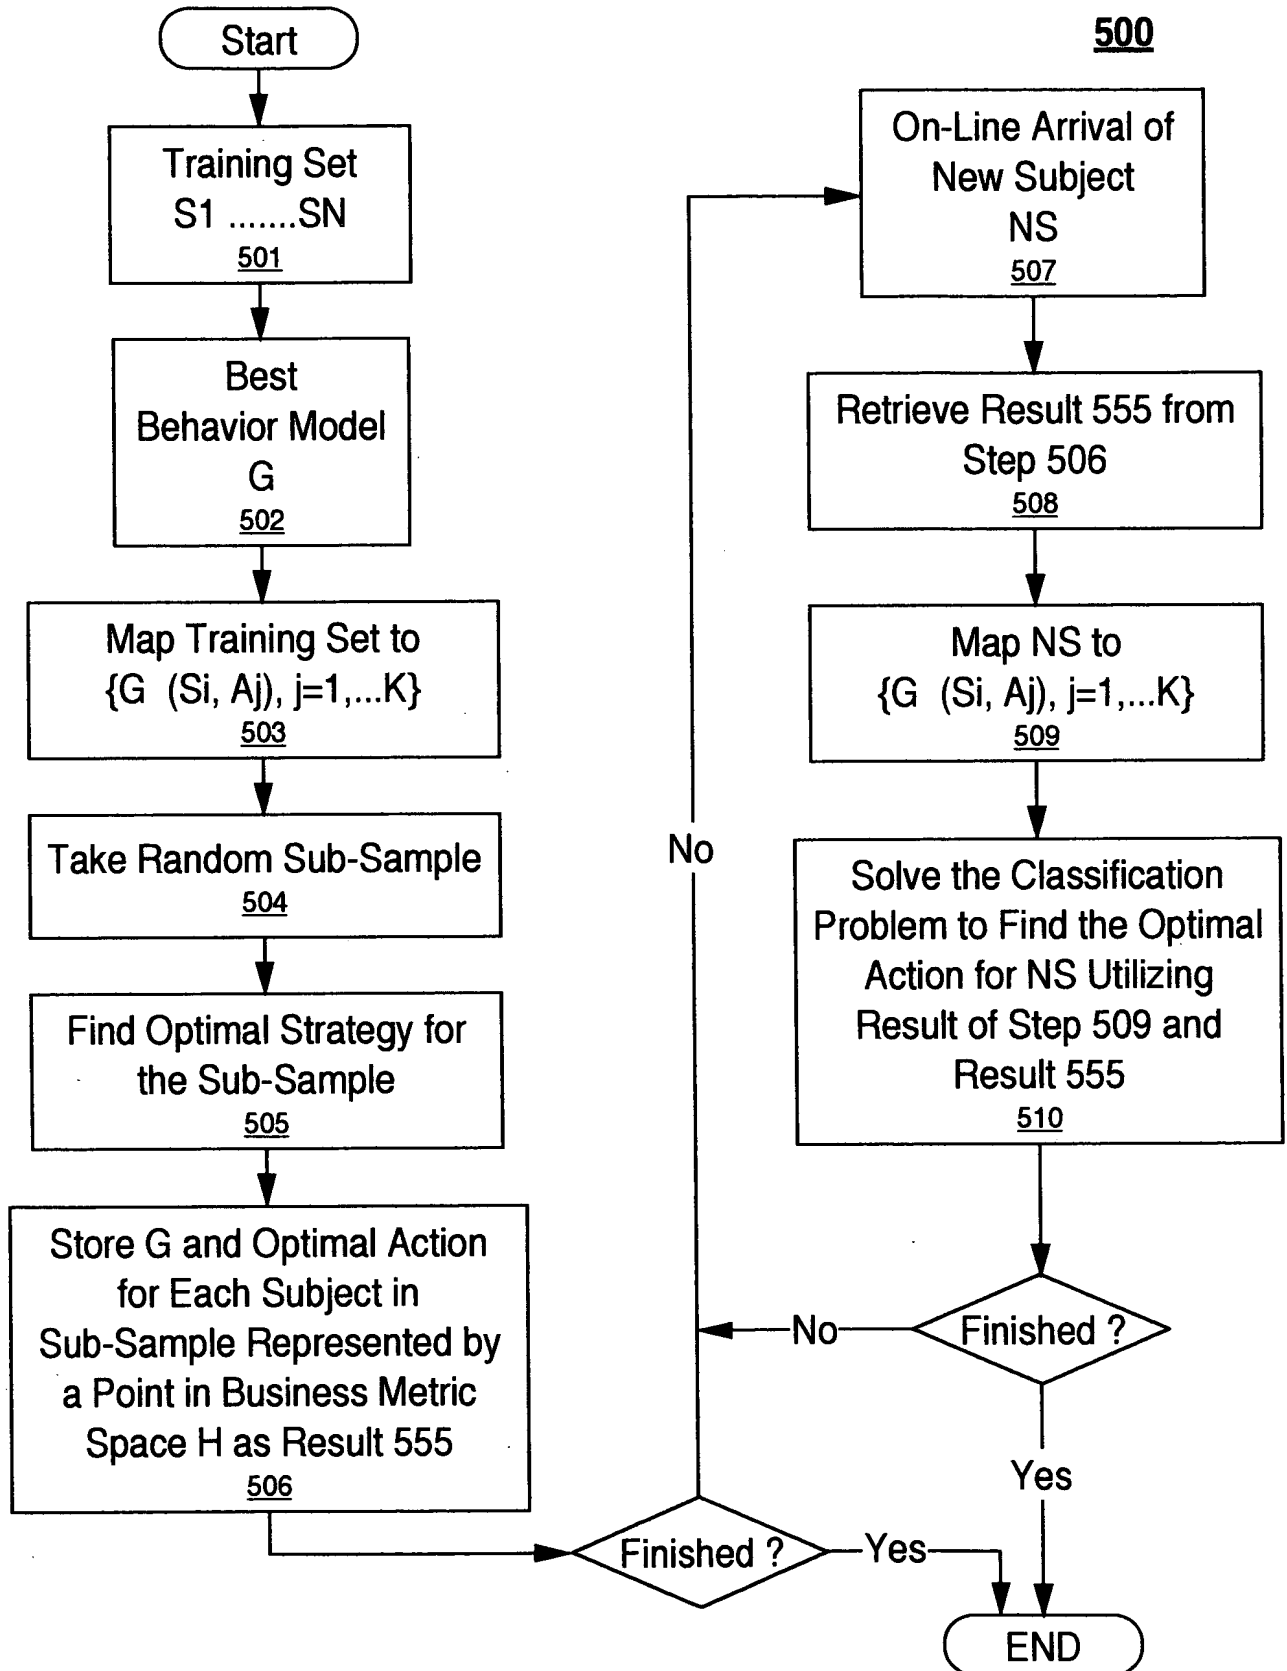 500
Start
Training Set
S1 .......SN
501
Best
Behavior Model
G
502
Map Training Set to
{G (Si, Aj), j=1,...K}
503
Take Random Sub-Sample
504
Find Optimal Strategy for
the Sub-Sample
505
Store G and Optimal Action
for Each Subject in
Sub-Sample Represented by
a Point in Business Metric
Space H as Result 555
506
Finished ?
Yes
No
On-Line Arrival of
New Subject
NS
507
Retrieve Result 555 from
Step 506
508
Map NS to
{G (Si, Aj), j=1,...K}
509
Solve the Classification
Problem to Find the Optimal
Action for NS Utilizing
Result of Step 509 and
Result 555
510
Finished ?
No
Yes
END